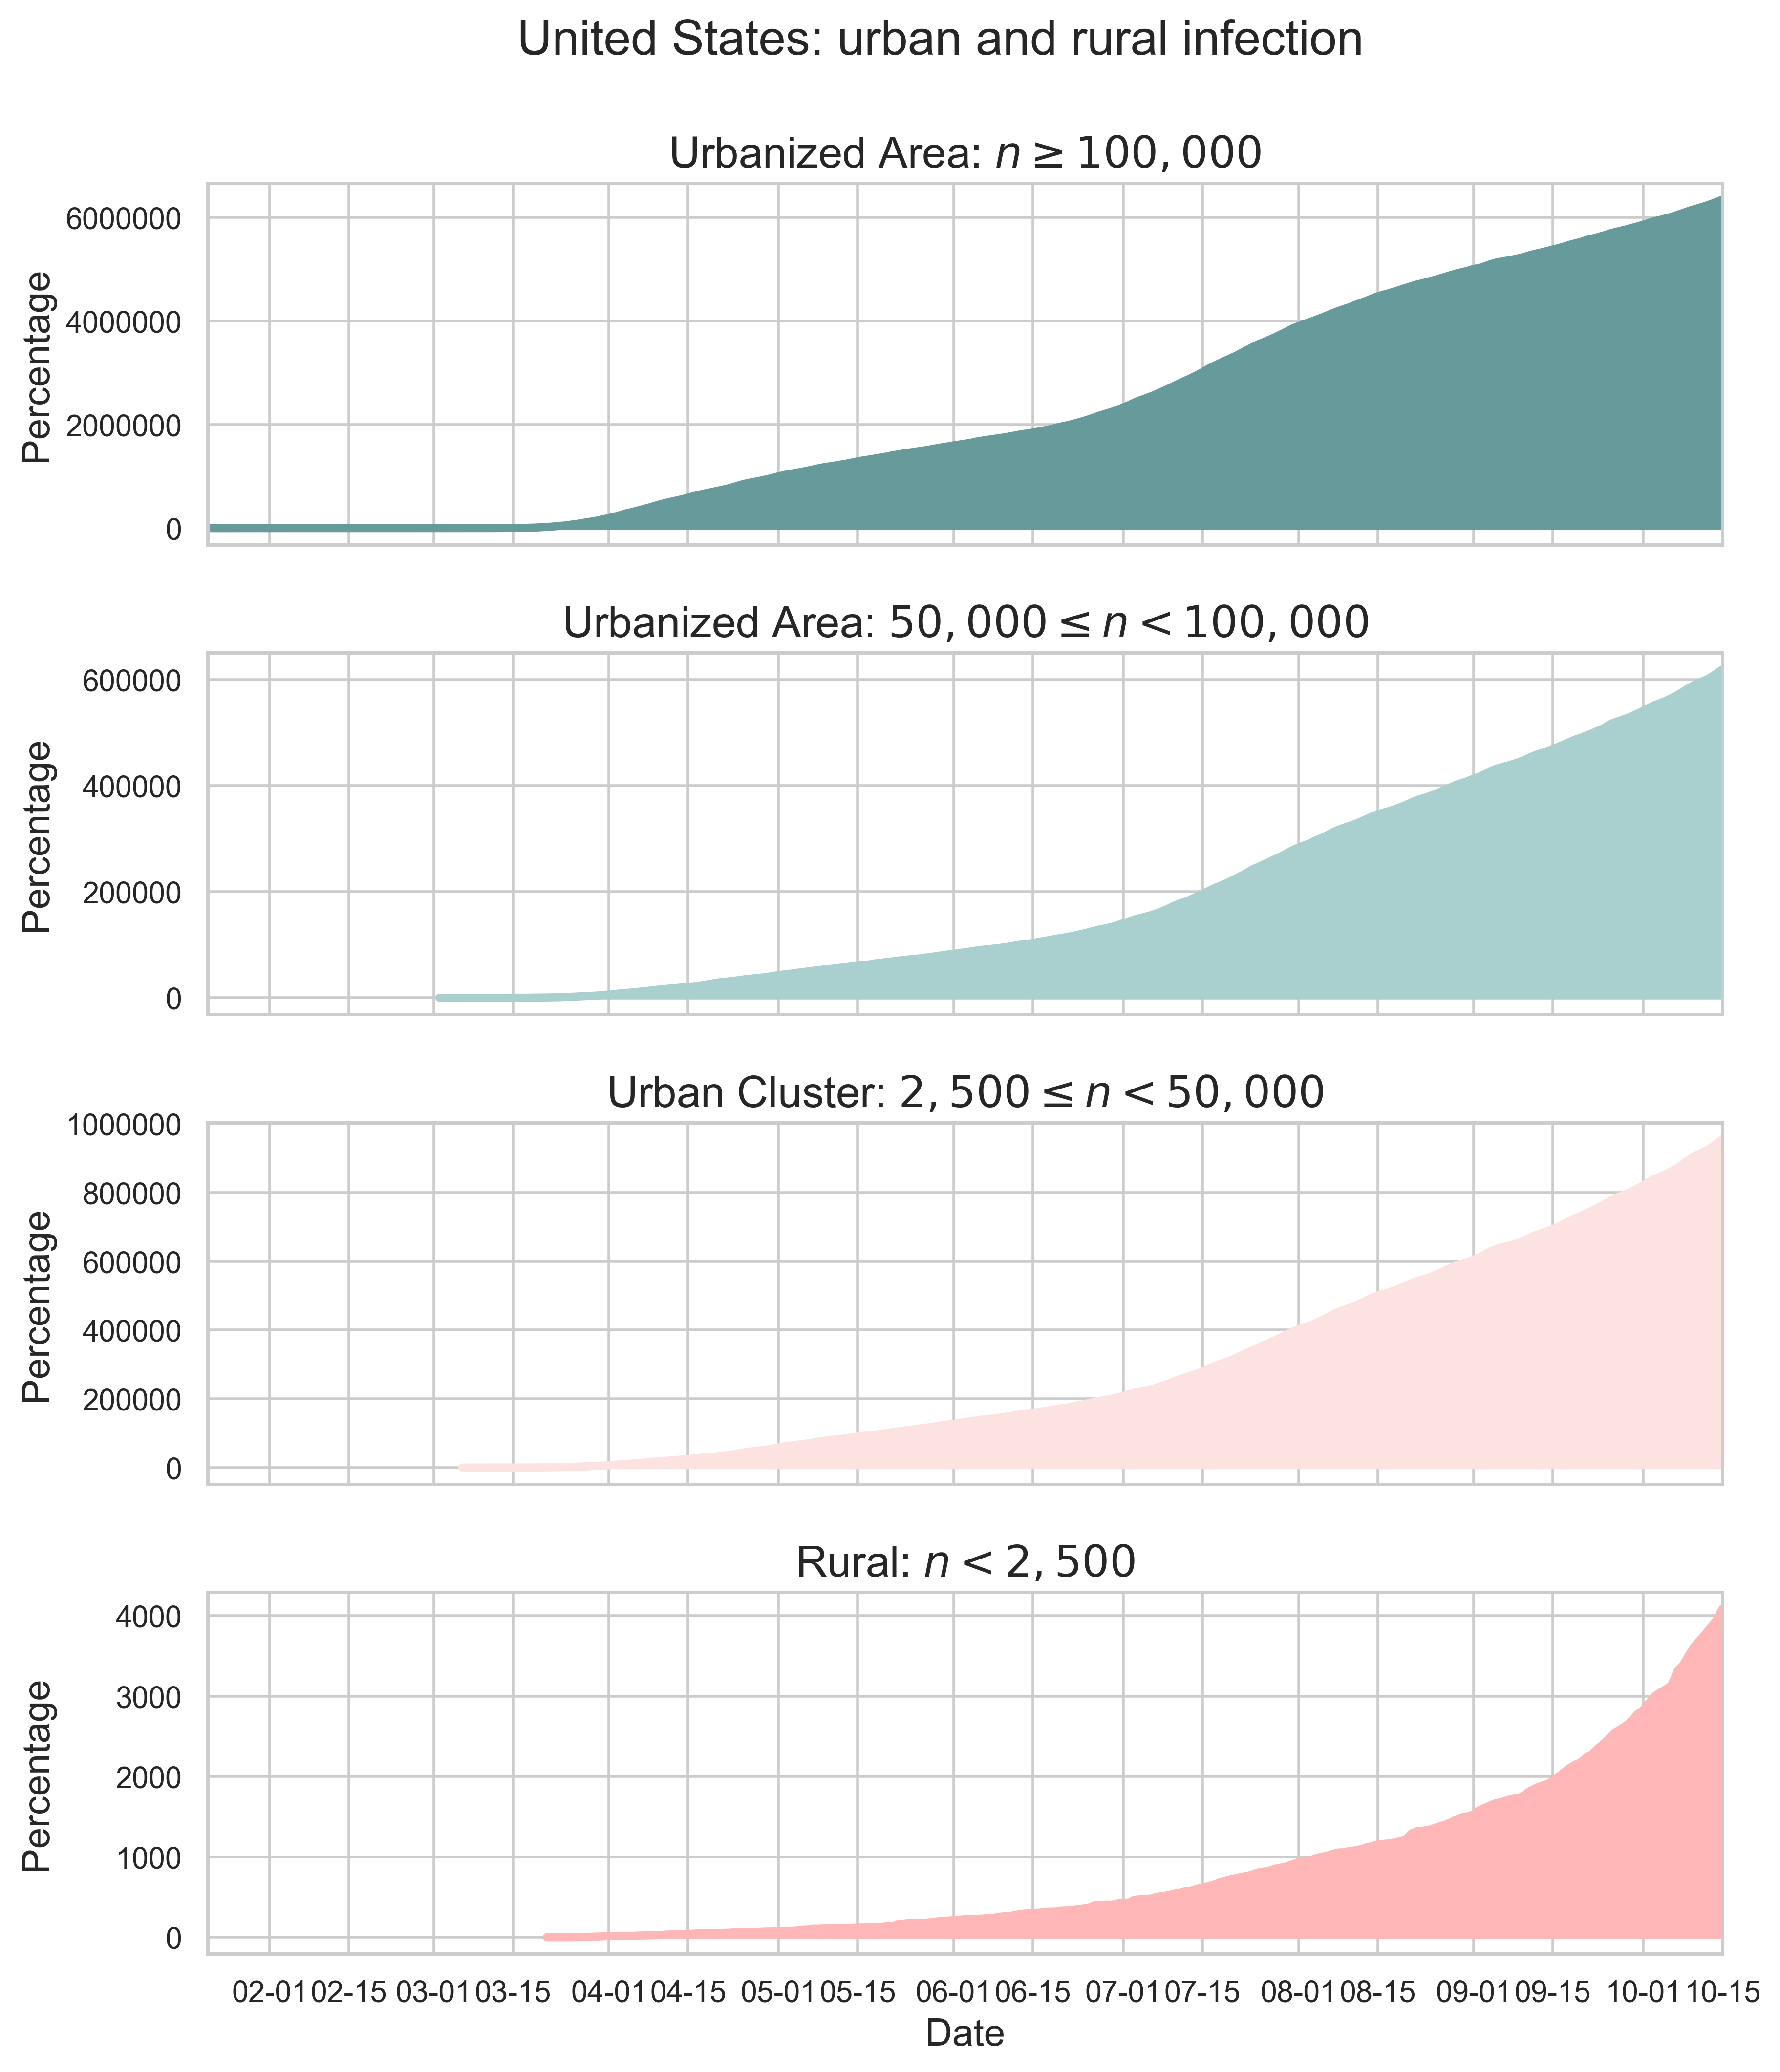 United States: urban and rural infection
Urbanized Area: n ≥ 100,000
6000000
4000000
2000000
0
Percentage
Urbanized Area: 50,000 ≤ n < 100,000
600000
400000
200000
0
Percentage
Urban Cluster: 2,500 ≤ n < 50,000
1000000
800000
600000
400000
200000
0
Percentage
Rural: n < 2,500
4000
3000
2000
1000
0
Percentage
02-01 02-15 03-01 03-15 04-01 04-15 05-01 05-15 06-01 06-15 07-01 07-15 08-01 08-15 09-01 09-15 10-01 10-15
Date